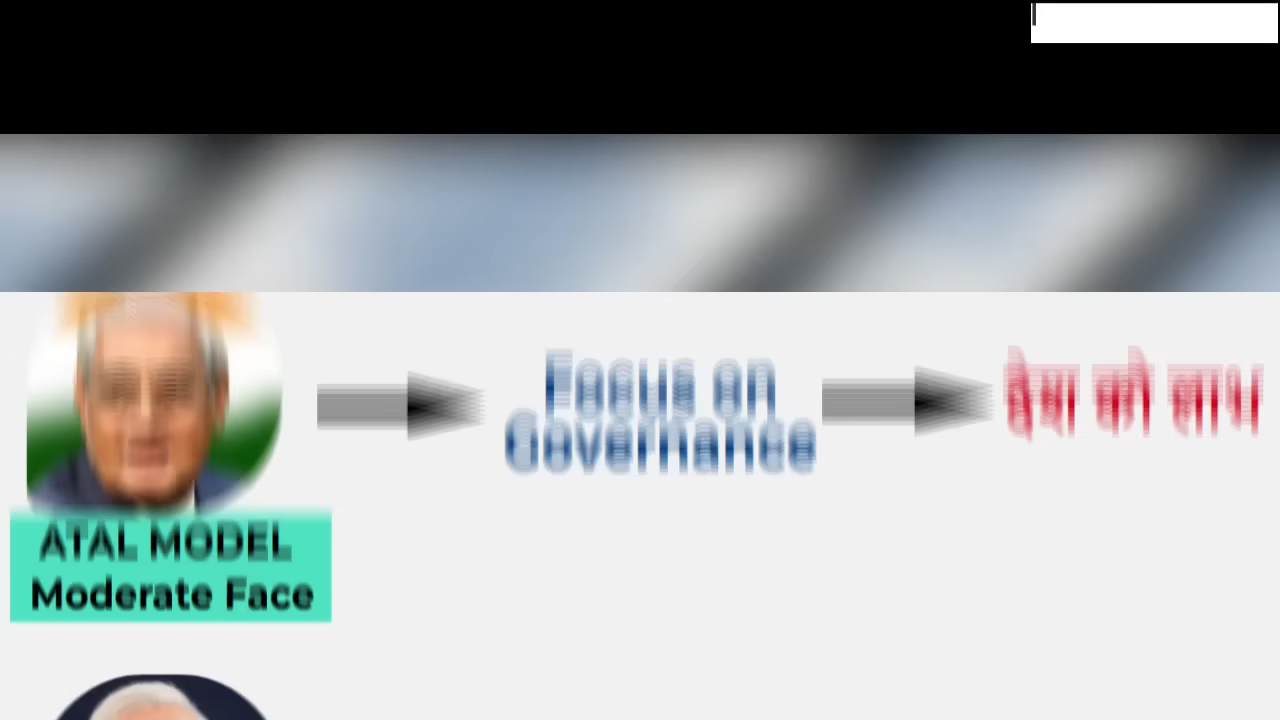 Focus on
Governance
देश को लाभ
ATAL MODEL
Moderate Face